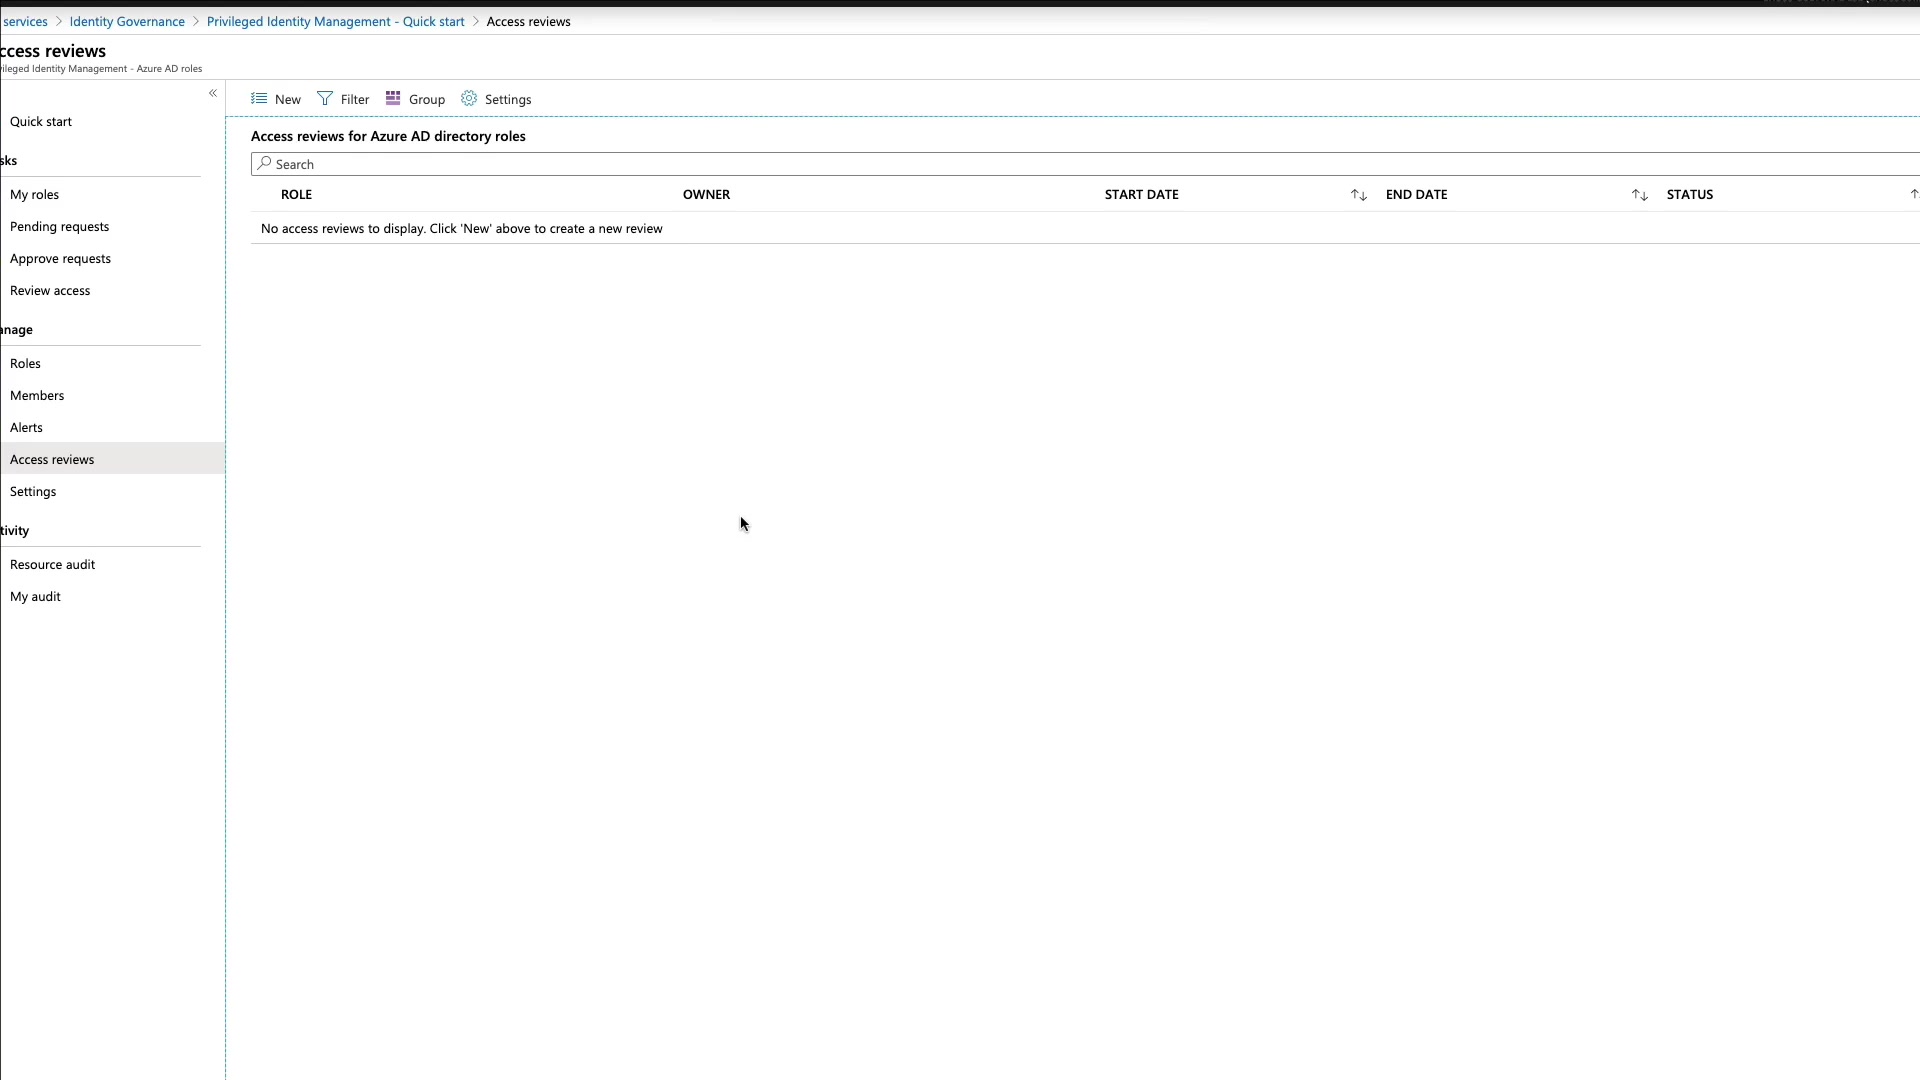 services > Identity Governance > Privileged Identity Management - Quick start > Access reviews
ccess reviews
ileged Identity Management - Azure AD roles
«
Quick start
sks
My roles
Pending requests
Approve requests
Review access
anage
Roles
Members
Alerts
Access reviews
Settings
tivity
Resource audit
My audit
New Filter Group Settings
Access reviews for Azure AD directory roles
Search
ROLE OWNER START DATE ↑↓ END DATE ↑↓ STATUS ↑
No access reviews to display. Click 'New' above to create a new review